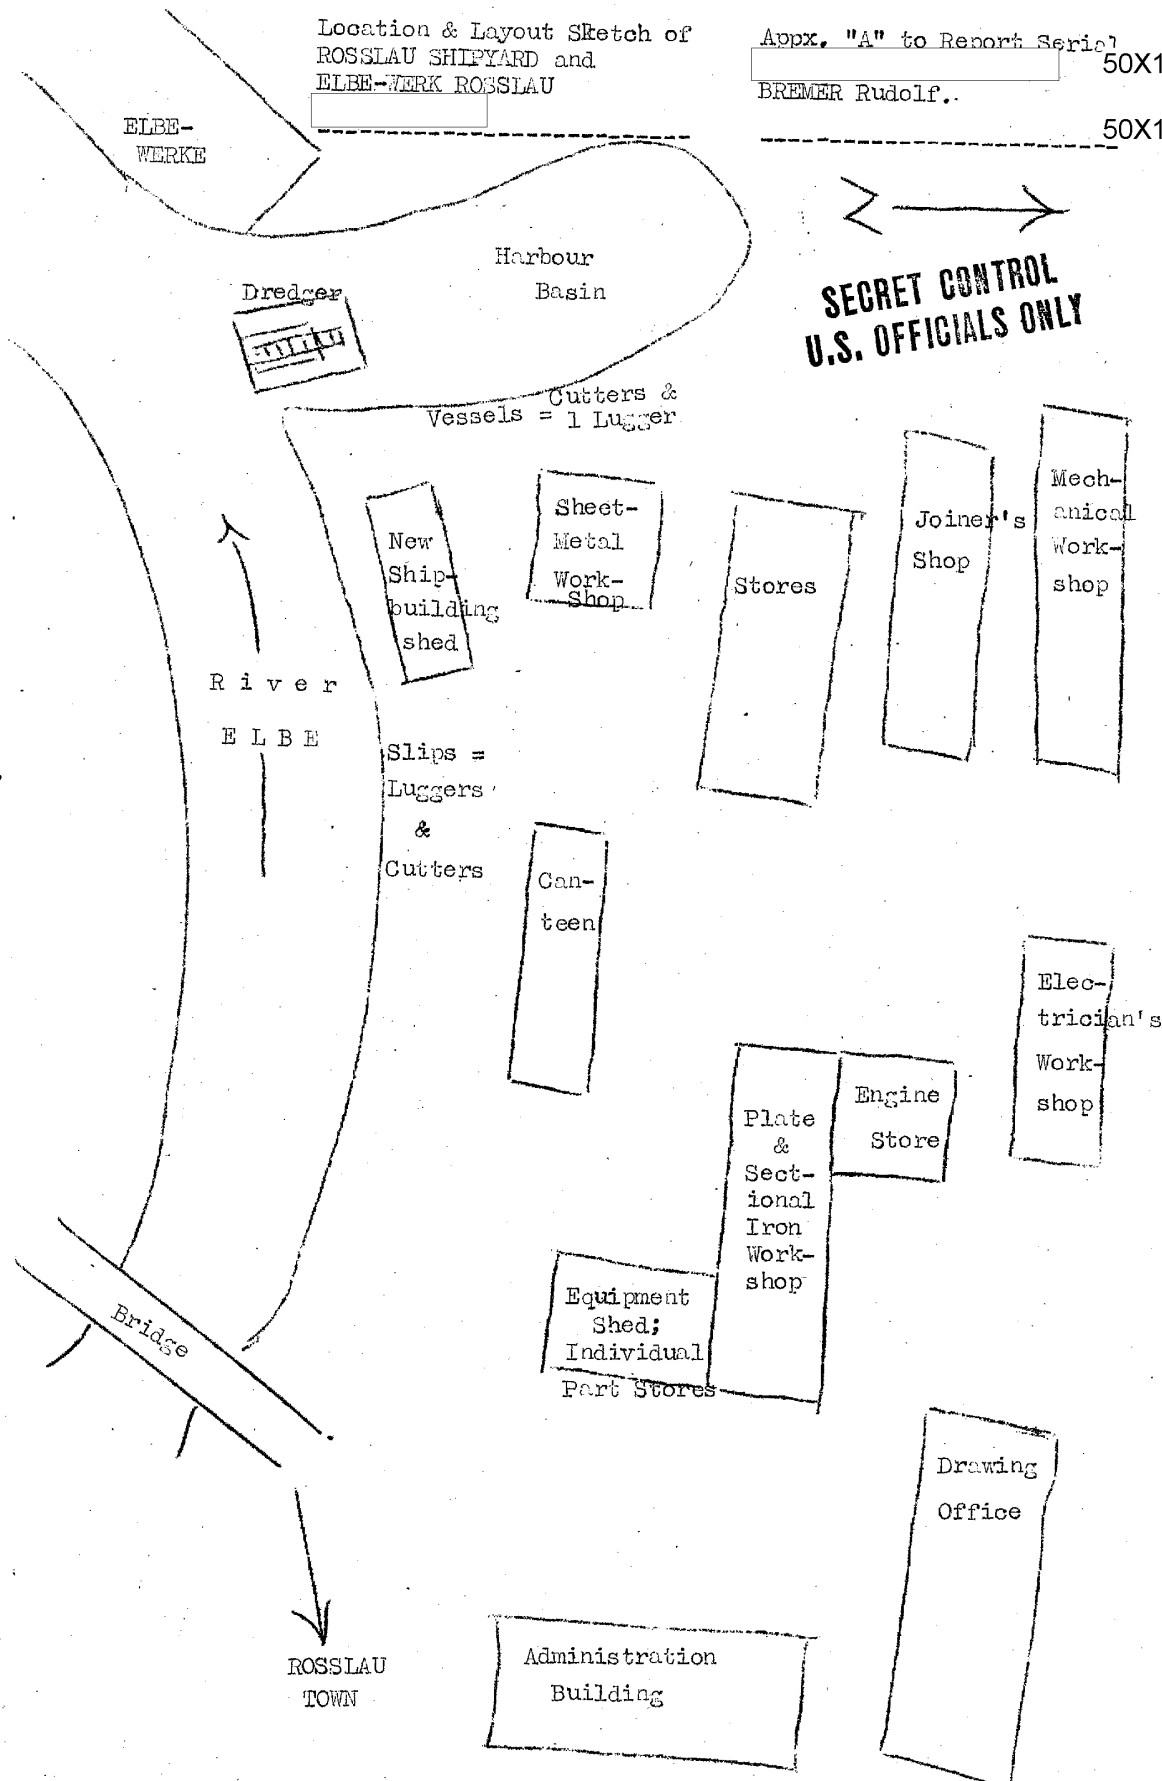 Location & Layout Sketch of
ROSSLAU SHIPYARD and
ELBE-WERK ROSSLAU
Appx. "A" to Report Serial
50X1
BREMER Rudolf..
50X1
ELBE-
WERKE
Harbour
Basin
Dredger
N
SECRET CONTROL
U.S. OFFICIALS ONLY
Cutters &
Vessels = 1 Lugger
New
Ship-
building
shed
Sheet-
Metal
Work-
Shop
Stores
Joiner's
Shop
Mech-
anical
Work-
shop
River
ELBE
Slips =
Luggers
&
Cutters
Can-
teen
Elec-
trician's
Work-
shop
Engine
Store
Plate
&
Sect-
ional
Iron
Work-
shop
Equipment
Shed;
Individual
Part Stores
Bridge
Drawing
Office
ROSSLAU
TOWN
Administration
Building